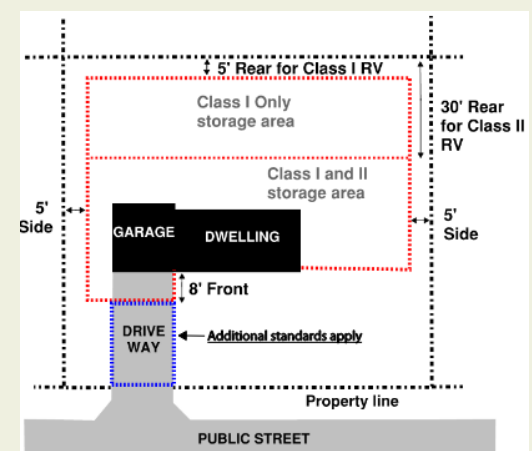 5' Rear for Class I RV
Class I Only
storage area
30' Rear
for Class II
RV
Class I and II
storage area
5'
Side
GARAGE
DWELLING
5'
Side
8' Front
DRIVE
WAY
Additional standards apply
Property line
PUBLIC STREET